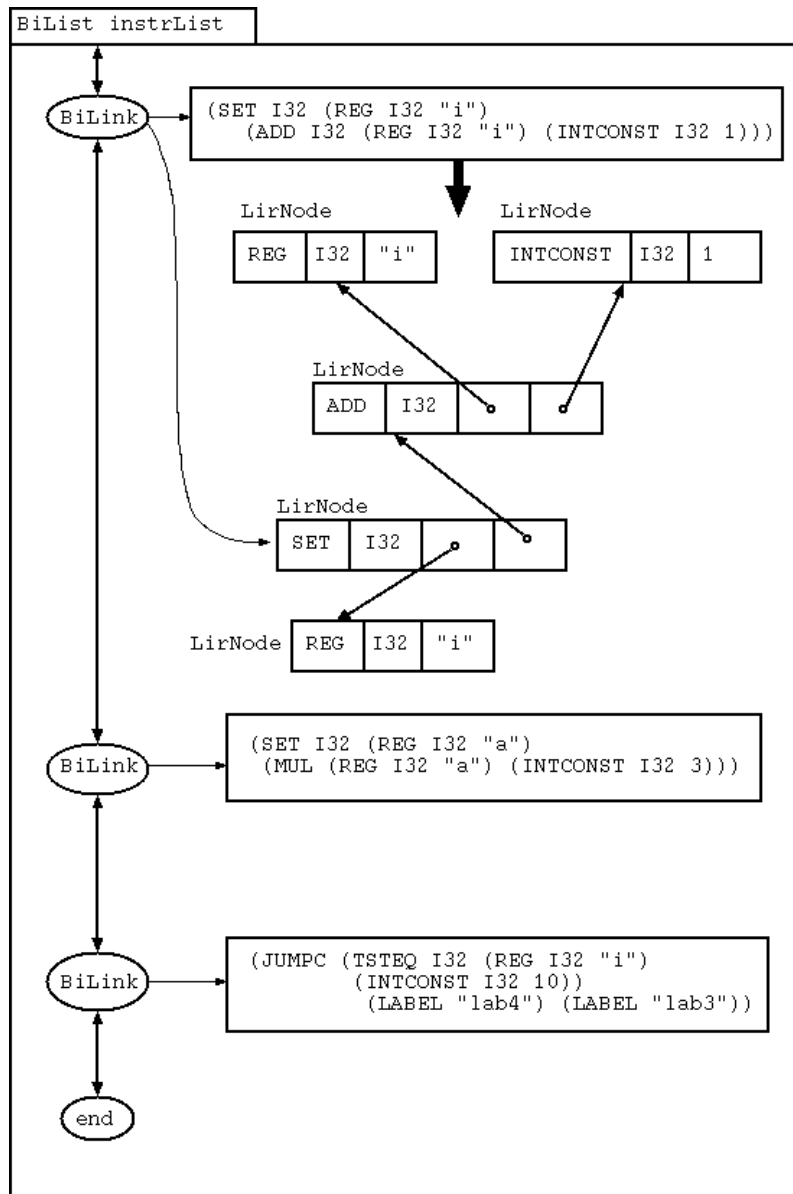 BiList instrList
BiLink
(SET I32 (REG I32 "i")
(ADD I32 (REG I32 "i") (INTCONST I32 1)))
LirNode LirNode
REG I32 "i" INTCONST I32 1
LirNode
ADD I32
LirNode
SET I32
LirNode REG I32 "i"
(SET I32 (REG I32 "a")
BiLink (MUL (REG I32 "a") (INTCONST I32 3)))
(JUMPC (TSTEQ I32 (REG I32 "i")
BiLink (INTCONST I32 10))
(LABEL "lab4") (LABEL "lab3"))
end